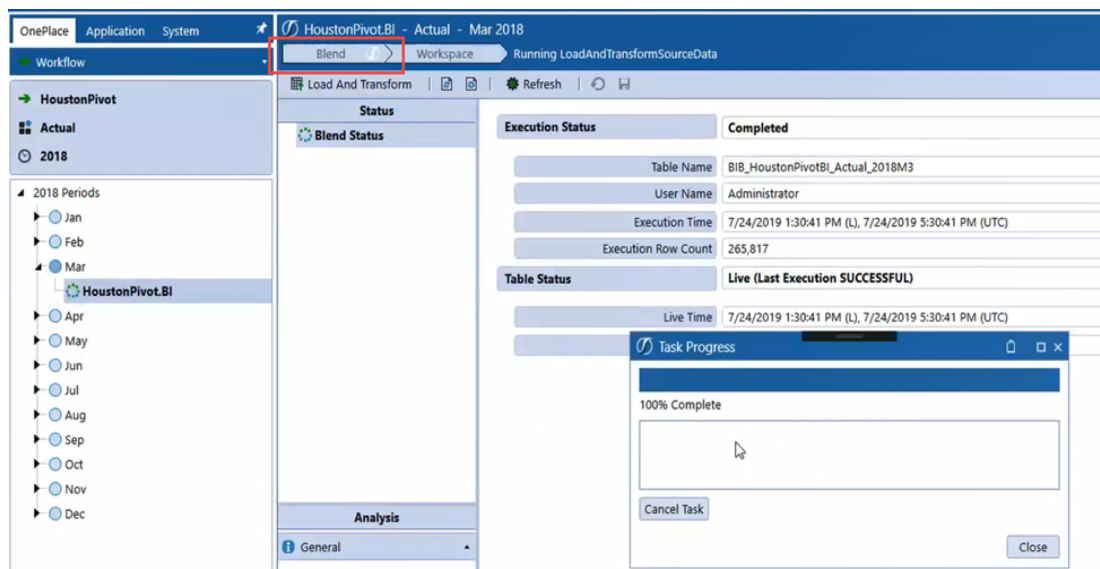 OnePlace Application System
Workflow
HoustonPivot
Actual
2018
2018 Periods
Jan
Feb
Mar
HoustonPivot.BI
Apr
May
Jun
Jul
Aug
Sep
Oct
Nov
Dec
HoustonPivot.BI - Actual - Mar 2018
Blend Workspace Running LoadAndTransformSourceData
Load And Transform Refresh
Status
Blend Status
Analysis
General
Execution Status Completed
Table Name BIB_HoustonPivotBI_Actual_2018M3
User Name Administrator
Execution Time 7/24/2019 1:30:41 PM (L), 7/24/2019 5:30:41 PM (UTC)
Execution Row Count 265,817
Table Status Live (Last Execution SUCCESSFUL)
Live Time 7/24/2019 1:30:41 PM (L), 7/24/2019 5:30:41 PM (UTC)
Task Progress
100% Complete
Cancel Task
Close